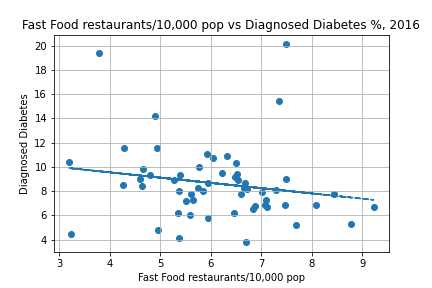 Fast Food restaurants/10,000 pop vs Diagnosed Diabetes %, 2016
20
18
16
14
12
10
8
6
4
Diagnosed Diabetes
3 4 5 6 7 8 9
Fast Food restaurants/10,000 pop